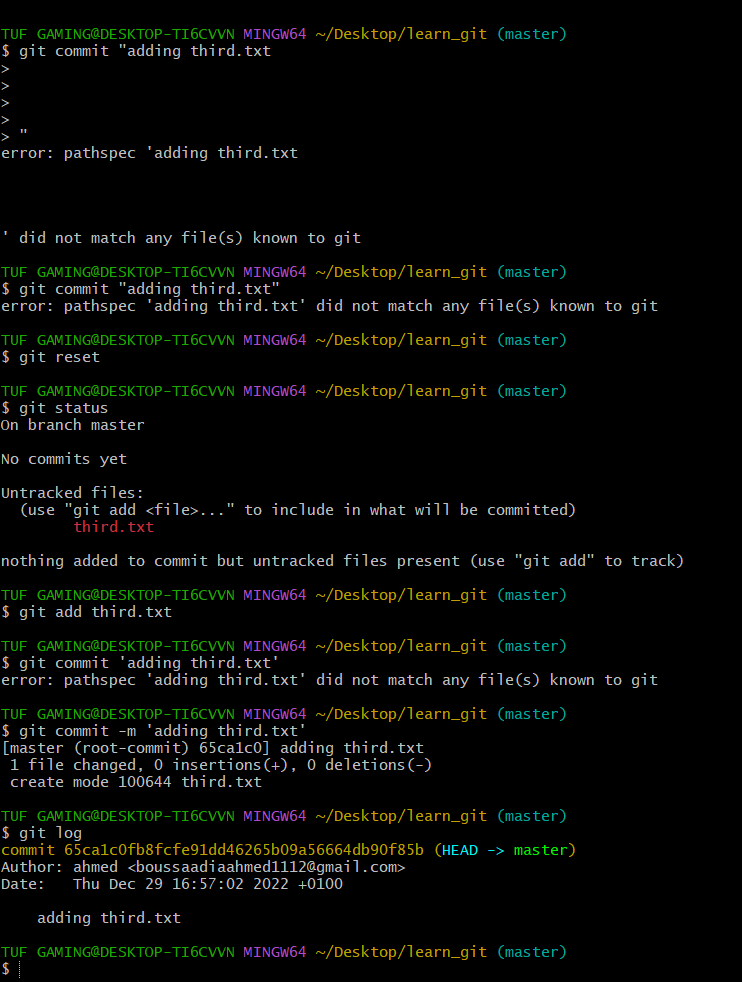 TUF GAMING@DESKTOP-TI6CVVN MINGW64 ~/Desktop/learn_git (master)
$ git commit "adding third.txt
>
>
>
>
> "
error: pathspec 'adding third.txt
' did not match any file(s) known to git
TUF GAMING@DESKTOP-TI6CVVN MINGW64 ~/Desktop/learn_git (master)
$ git commit "adding third.txt"
error: pathspec 'adding third.txt' did not match any file(s) known to git
TUF GAMING@DESKTOP-TI6CVVN MINGW64 ~/Desktop/learn_git (master)
$ git reset
TUF GAMING@DESKTOP-TI6CVVN MINGW64 ~/Desktop/learn_git (master)
$ git status
On branch master
No commits yet
Untracked files:
  (use "git add <file>..." to include in what will be committed)
        third.txt
nothing added to commit but untracked files present (use "git add" to track)
TUF GAMING@DESKTOP-TI6CVVN MINGW64 ~/Desktop/learn_git (master)
$ git add third.txt
TUF GAMING@DESKTOP-TI6CVVN MINGW64 ~/Desktop/learn_git (master)
$ git commit 'adding third.txt'
error: pathspec 'adding third.txt' did not match any file(s) known to git
TUF GAMING@DESKTOP-TI6CVVN MINGW64 ~/Desktop/learn_git (master)
$ git commit -m 'adding third.txt'
[master (root-commit) 65ca1c0] adding third.txt
 1 file changed, 0 insertions(+), 0 deletions(-)
 create mode 100644 third.txt
TUF GAMING@DESKTOP-TI6CVVN MINGW64 ~/Desktop/learn_git (master)
$ git log
commit 65ca1c0fb8fcfe91dd46265b09a56664db90f85b (HEAD -> master)
Author: ahmed <boussaadiaahmed1112@gmail.com>
Date:   Thu Dec 29 16:57:02 2022 +0100
    adding third.txt
TUF GAMING@DESKTOP-TI6CVVN MINGW64 ~/Desktop/learn_git (master)
$